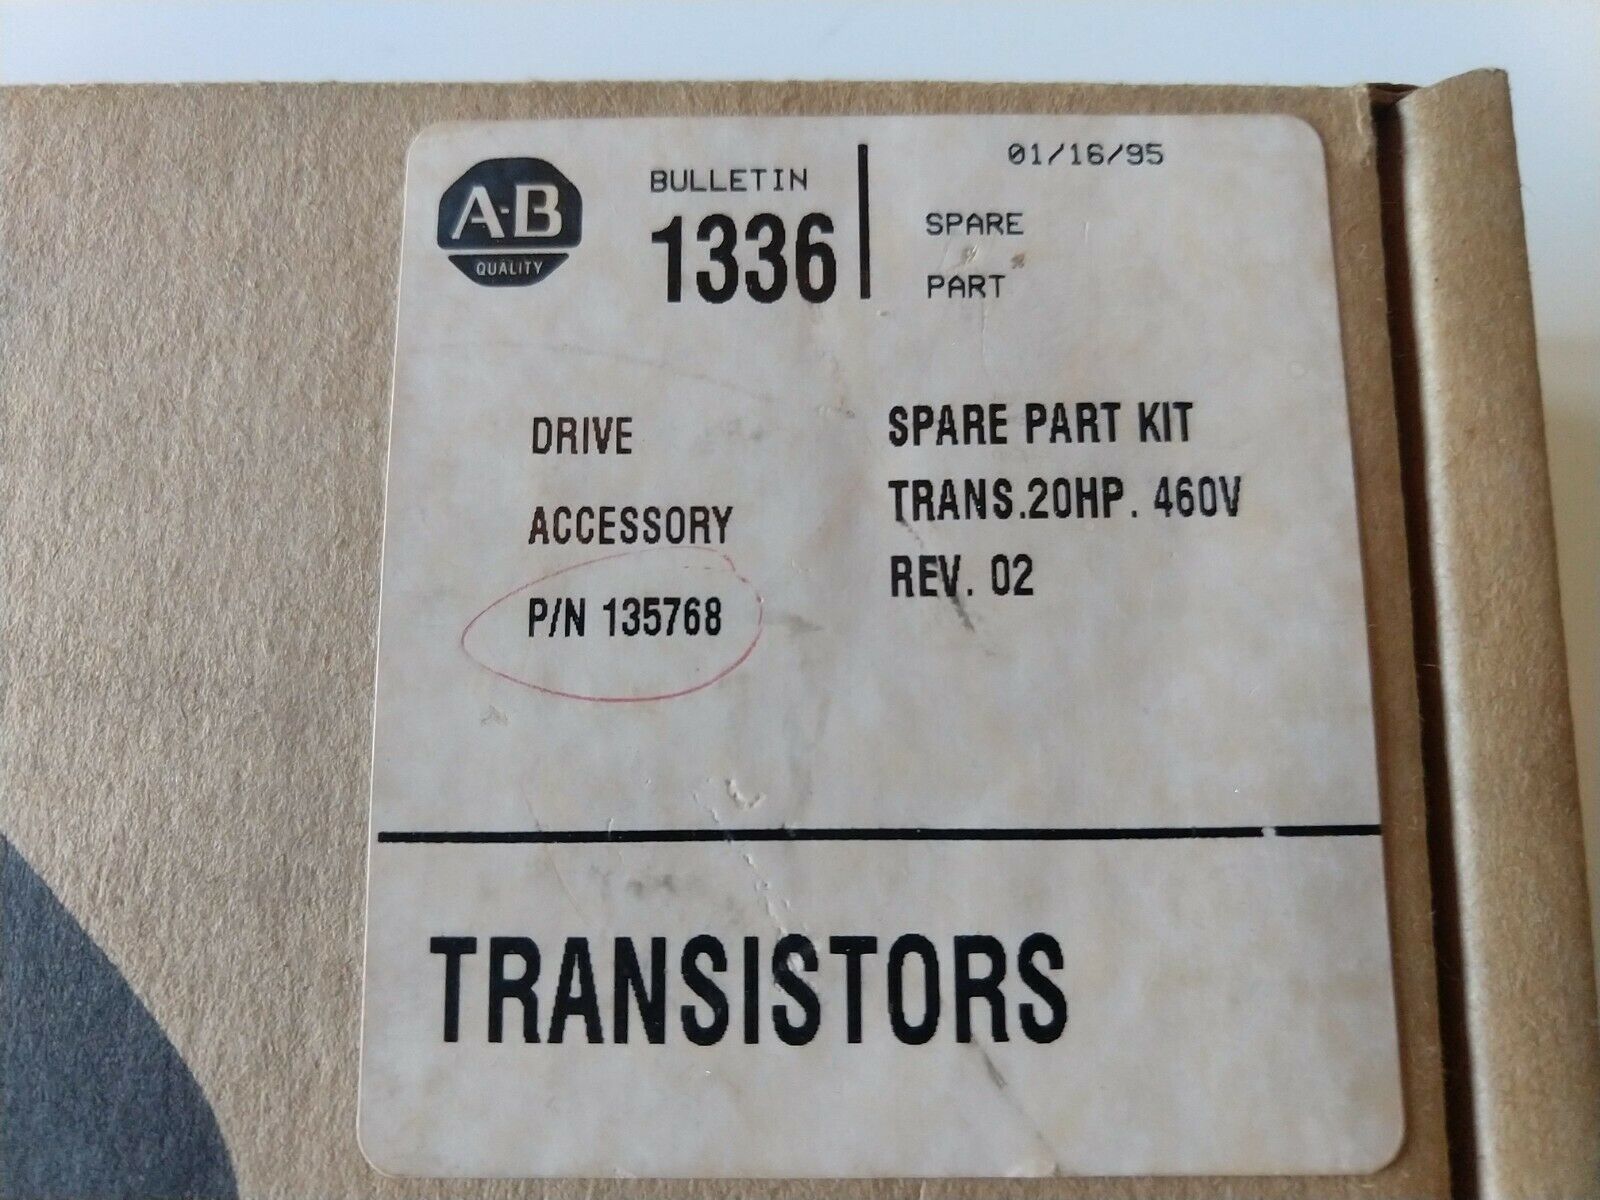 A-B
QUALITY
BULLETIN
1336
01/16/95
SPARE
PART
DRIVE
ACCESSORY
P/N 135768
SPARE PART KIT
TRANS.20HP. 460V
REV. 02
TRANSISTORS